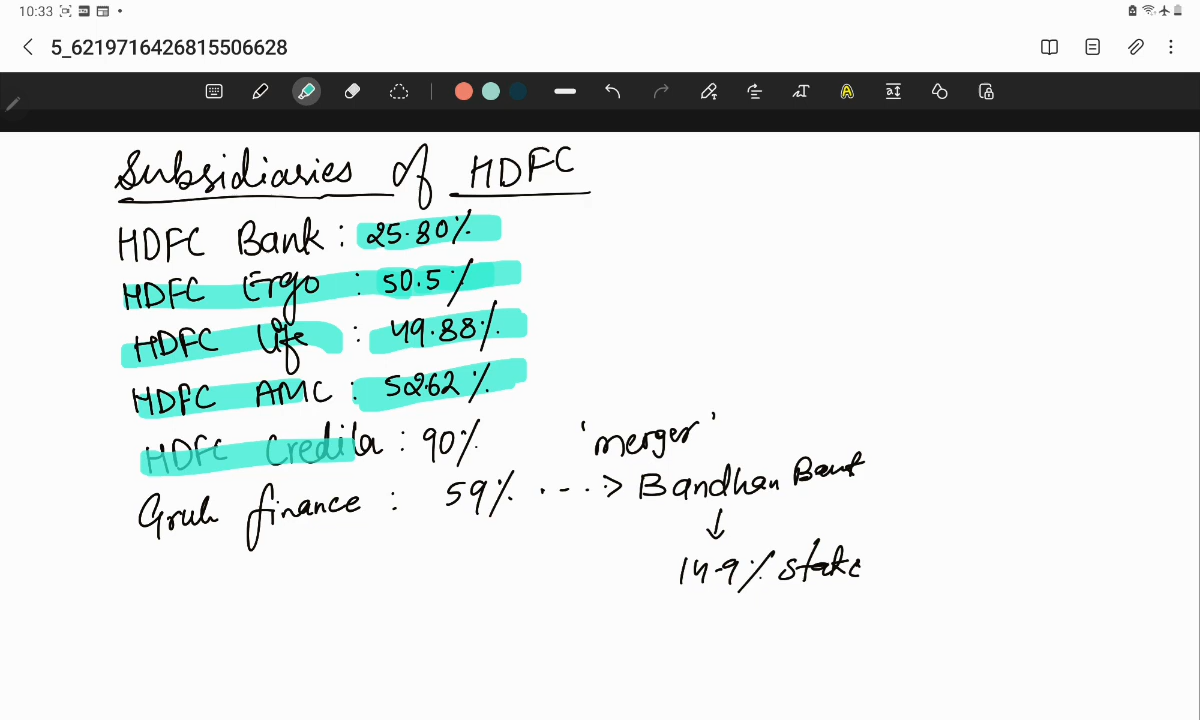 10:33
5_6219716426815506628
Subsidiaries of HDFC
HDFC Bank : 25.80%
HDFC Ergo : 50.5%
HDFC Life : 49.88%
HDFC AMC : 52.62%
HDFC Credila : 90%
'merger'
Gruh finance : 59% ---> Bandhan Bank
↓
14.9% stake